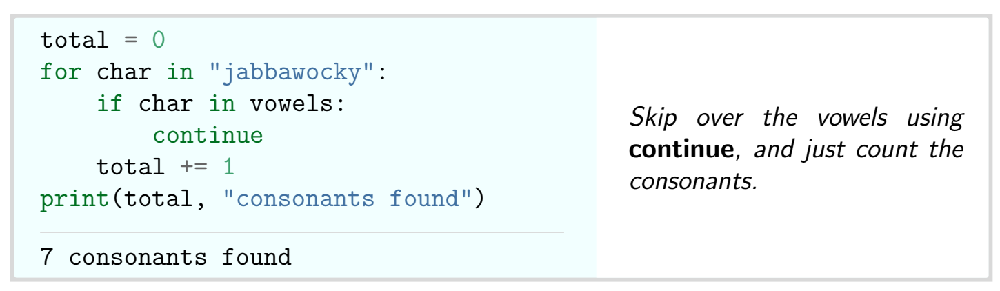 total = 0
for char in "jabbawocky":
    if char in vowels:
        continue
    total += 1
print(total, "consonants found")
7 consonants found
Skip over the vowels using
continue, and just count the
consonants.